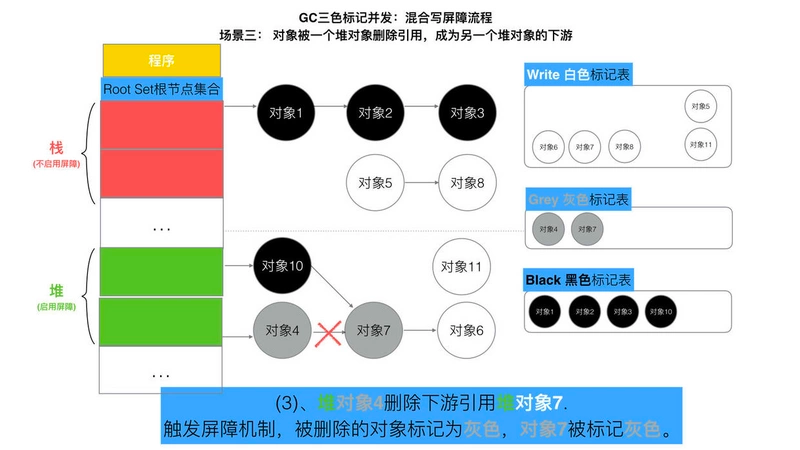 GC三色标记并发：混合写屏障流程
场景三： 对象被一个堆对象删除引用，成为另一个堆对象的下游
程序
Root Set根节点集合
栈
(不启用屏障)
...
堆
(启用屏障)
...
对象1
对象2
对象3
对象5
对象8
对象10
对象11
对象4
对象7
对象6
Write 白色标记表
对象5
对象6
对象7
对象8
对象11
Grey 灰色标记表
对象4
对象7
Black 黑色标记表
对象1
对象2
对象3
对象10
(3)、堆对象4删除下游引用堆对象7.
触发屏障机制，被删除的对象标记为灰色，对象7被标记灰色。